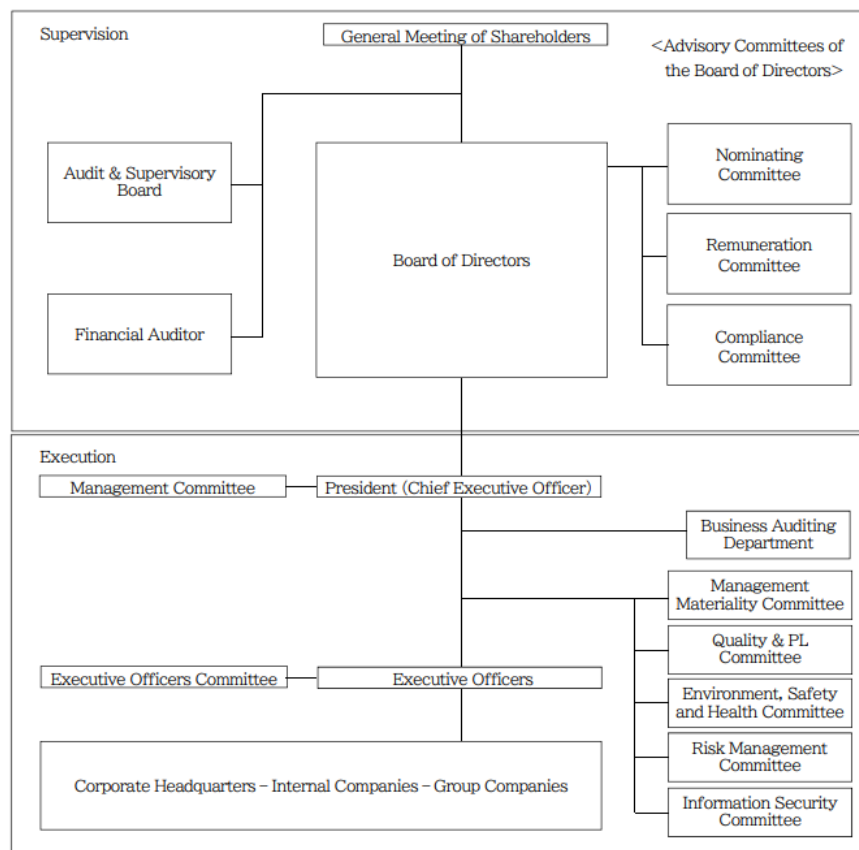 Supervision
General Meeting of Shareholders
<Advisory Committees of
the Board of Directors>
Audit & Supervisory
Board
Financial Auditor
Board of Directors
Nominating
Committee
Remuneration
Committee
Compliance
Committee
Execution
Management Committee
President (Chief Executive Officer)
Business Auditing
Department
Management
Materiality Committee
Quality & PL
Committee
Executive Officers Committee
Executive Officers
Environment, Safety
and Health Committee
Risk Management
Committee
Corporate Headquarters – Internal Companies – Group Companies
Information Security
Committee